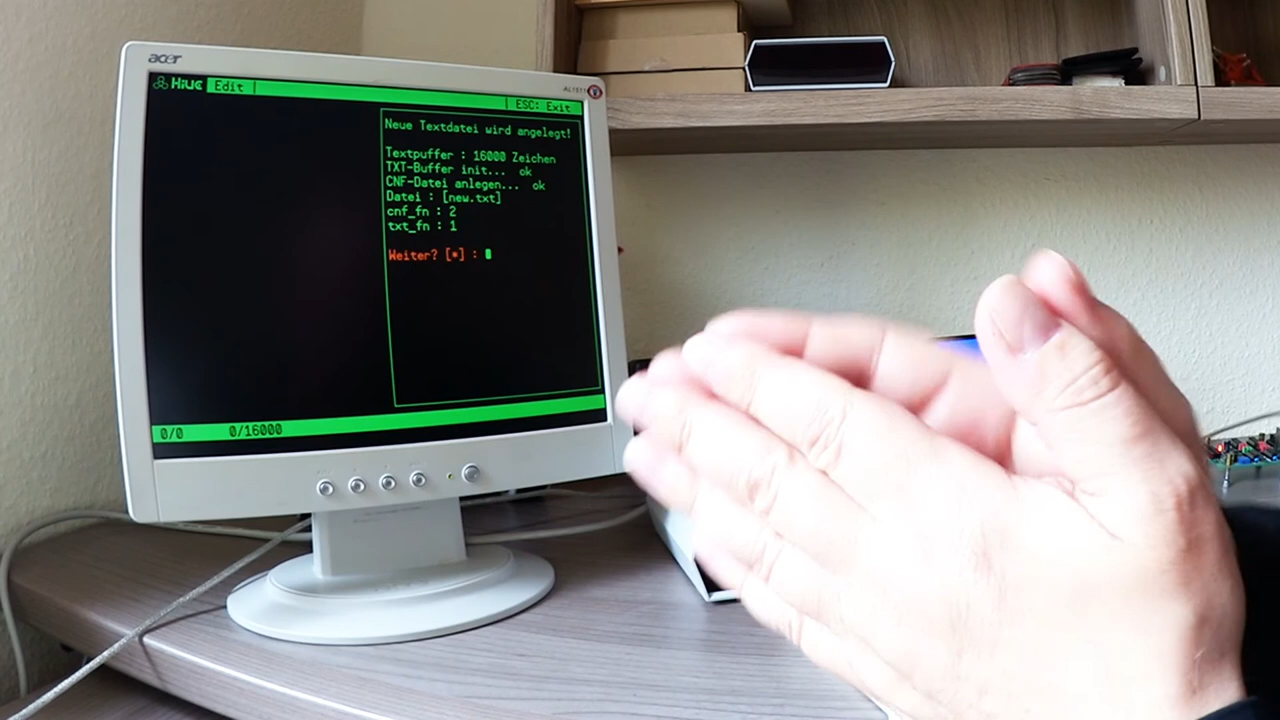 acer
AL1511
Hive Edit
ESC: Exit
Neue Textdatei wird angelegt!
Textpuffer : 16000 Zeichen
TXT-Buffer init... ok
CNF-Datei anlegen... ok
Datei : [new.txt]
cnf_fn : 2
txt_fn : 1
Weiter? [*] :
0/0 0/16000